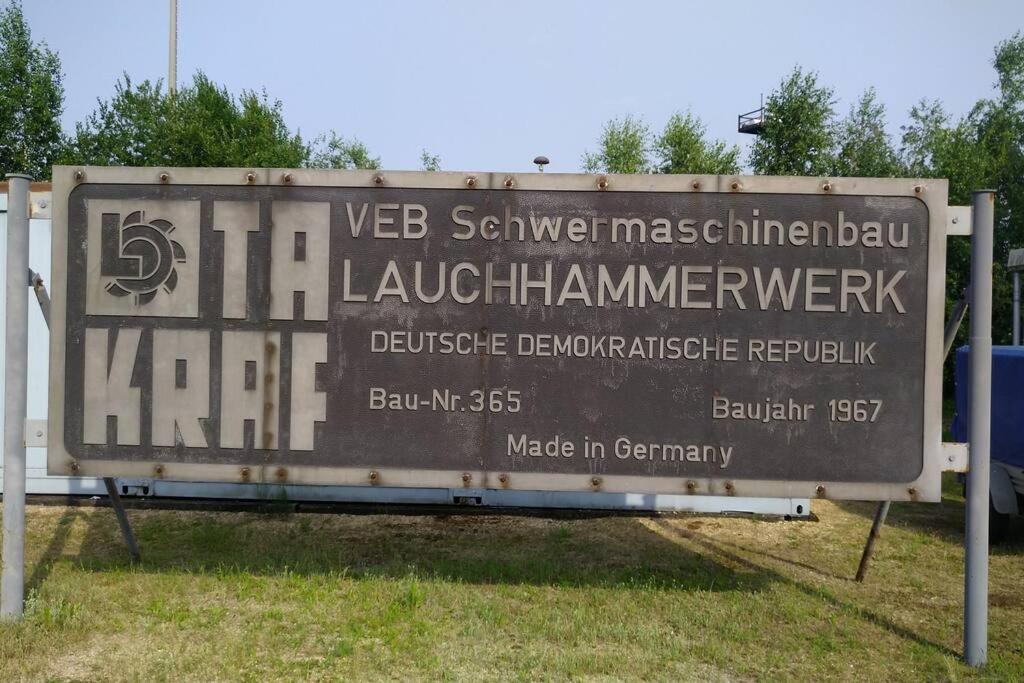 TA
KRAF
VEB Schwermaschinenbau
LAUCHHAMMERWERK
DEUTSCHE DEMOKRATISCHE REPUBLIK
Bau-Nr. 365 Baujahr 1967
Made in Germany